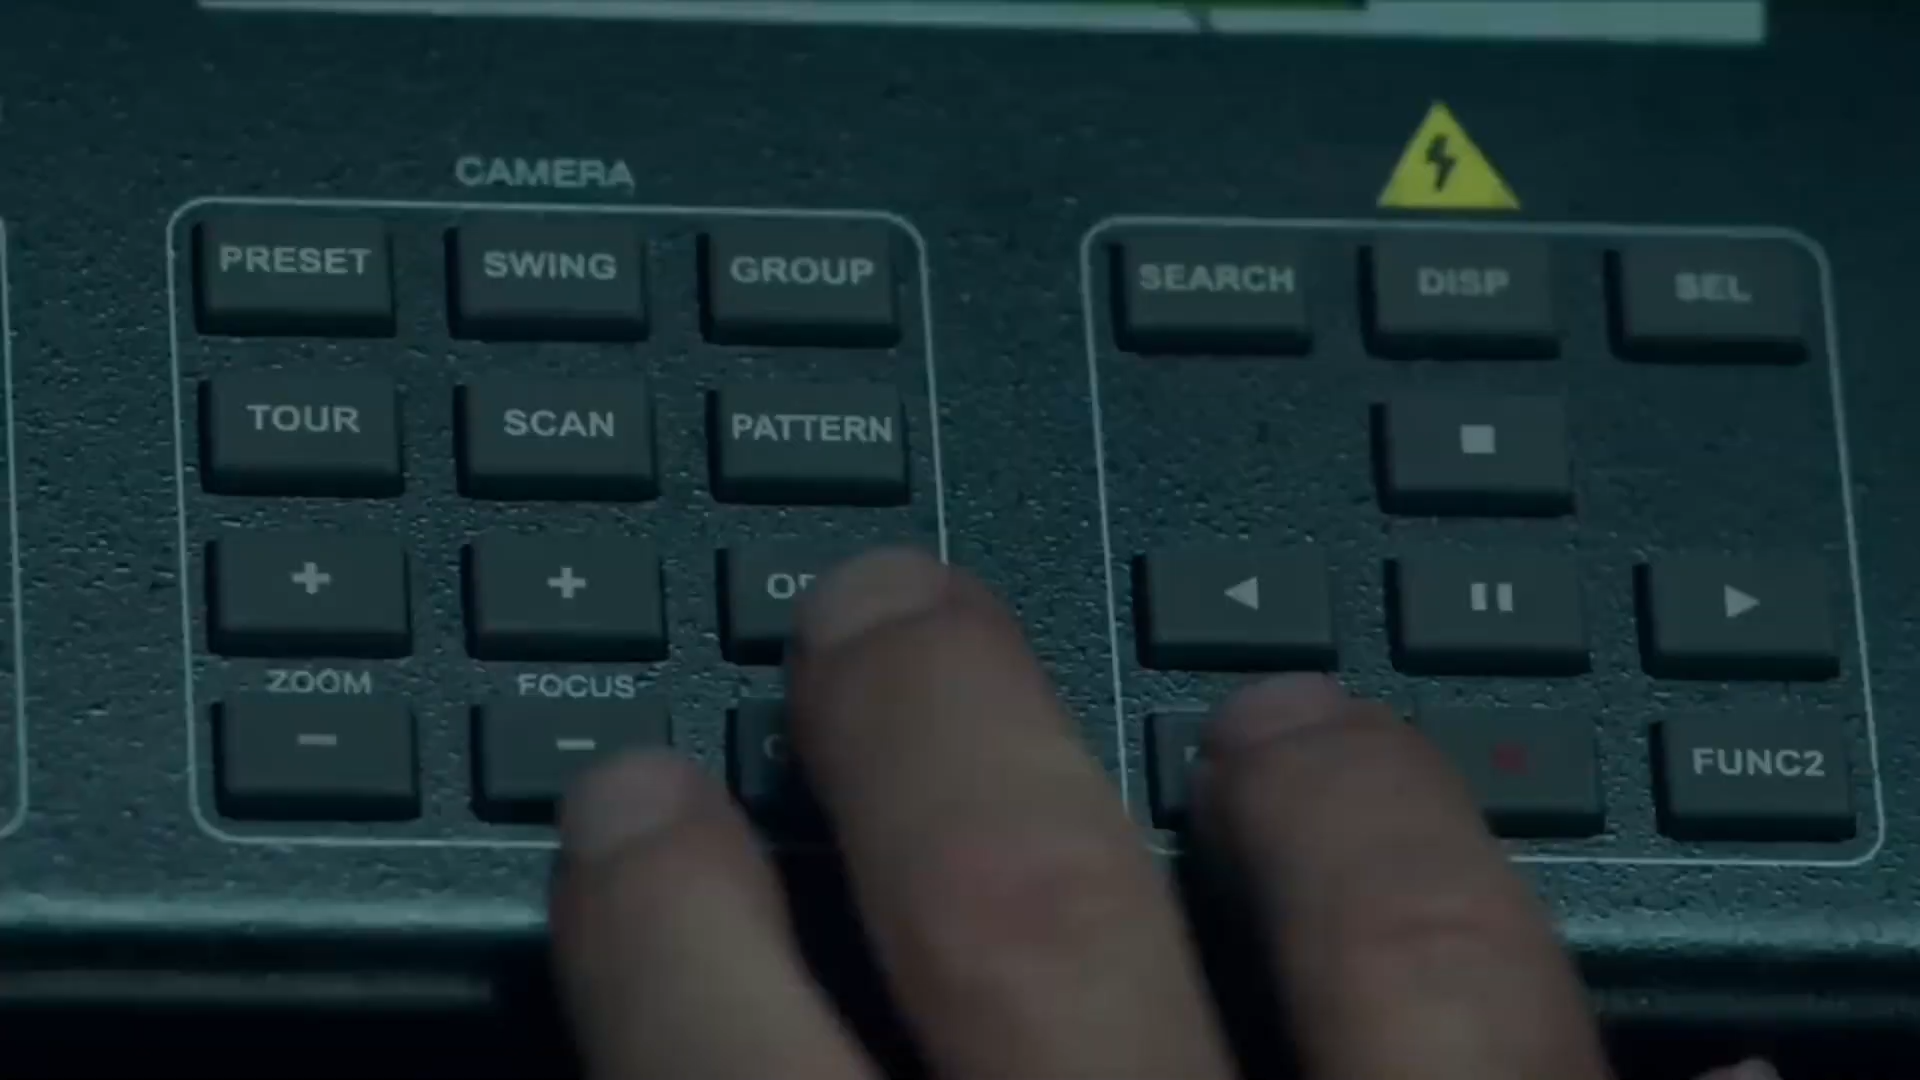 CAMERA
PRESET SWING GROUP
TOUR SCAN PATTERN
+ +
ZOOM FOCUS
- -
SEARCH DISP SEL
FUNC2